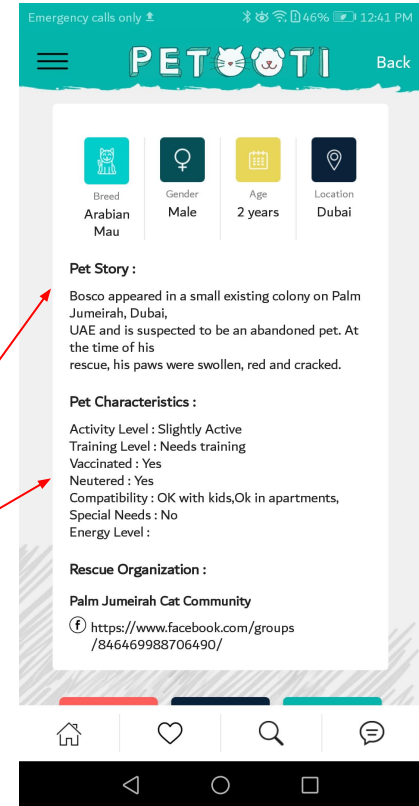 Emergency calls only 46% 12:41 PM
PETOOTI Back
Breed Gender Age Location
Arabian Mau Male 2 years Dubai
Pet Story :
Bosco appeared in a small existing colony on Palm
Jumeirah, Dubai,
UAE and is suspected to be an abandoned pet. At
the time of his
rescue, his paws were swollen, red and cracked.
Pet Characteristics :
Activity Level : Slightly Active
Training Level : Needs training
Vaccinated : Yes
Neutered : Yes
Compatibility : OK with kids,Ok in apartments,
Special Needs : No
Energy Level :
Rescue Organization :
Palm Jumeirah Cat Community
https://www.facebook.com/groups
/846469988706490/